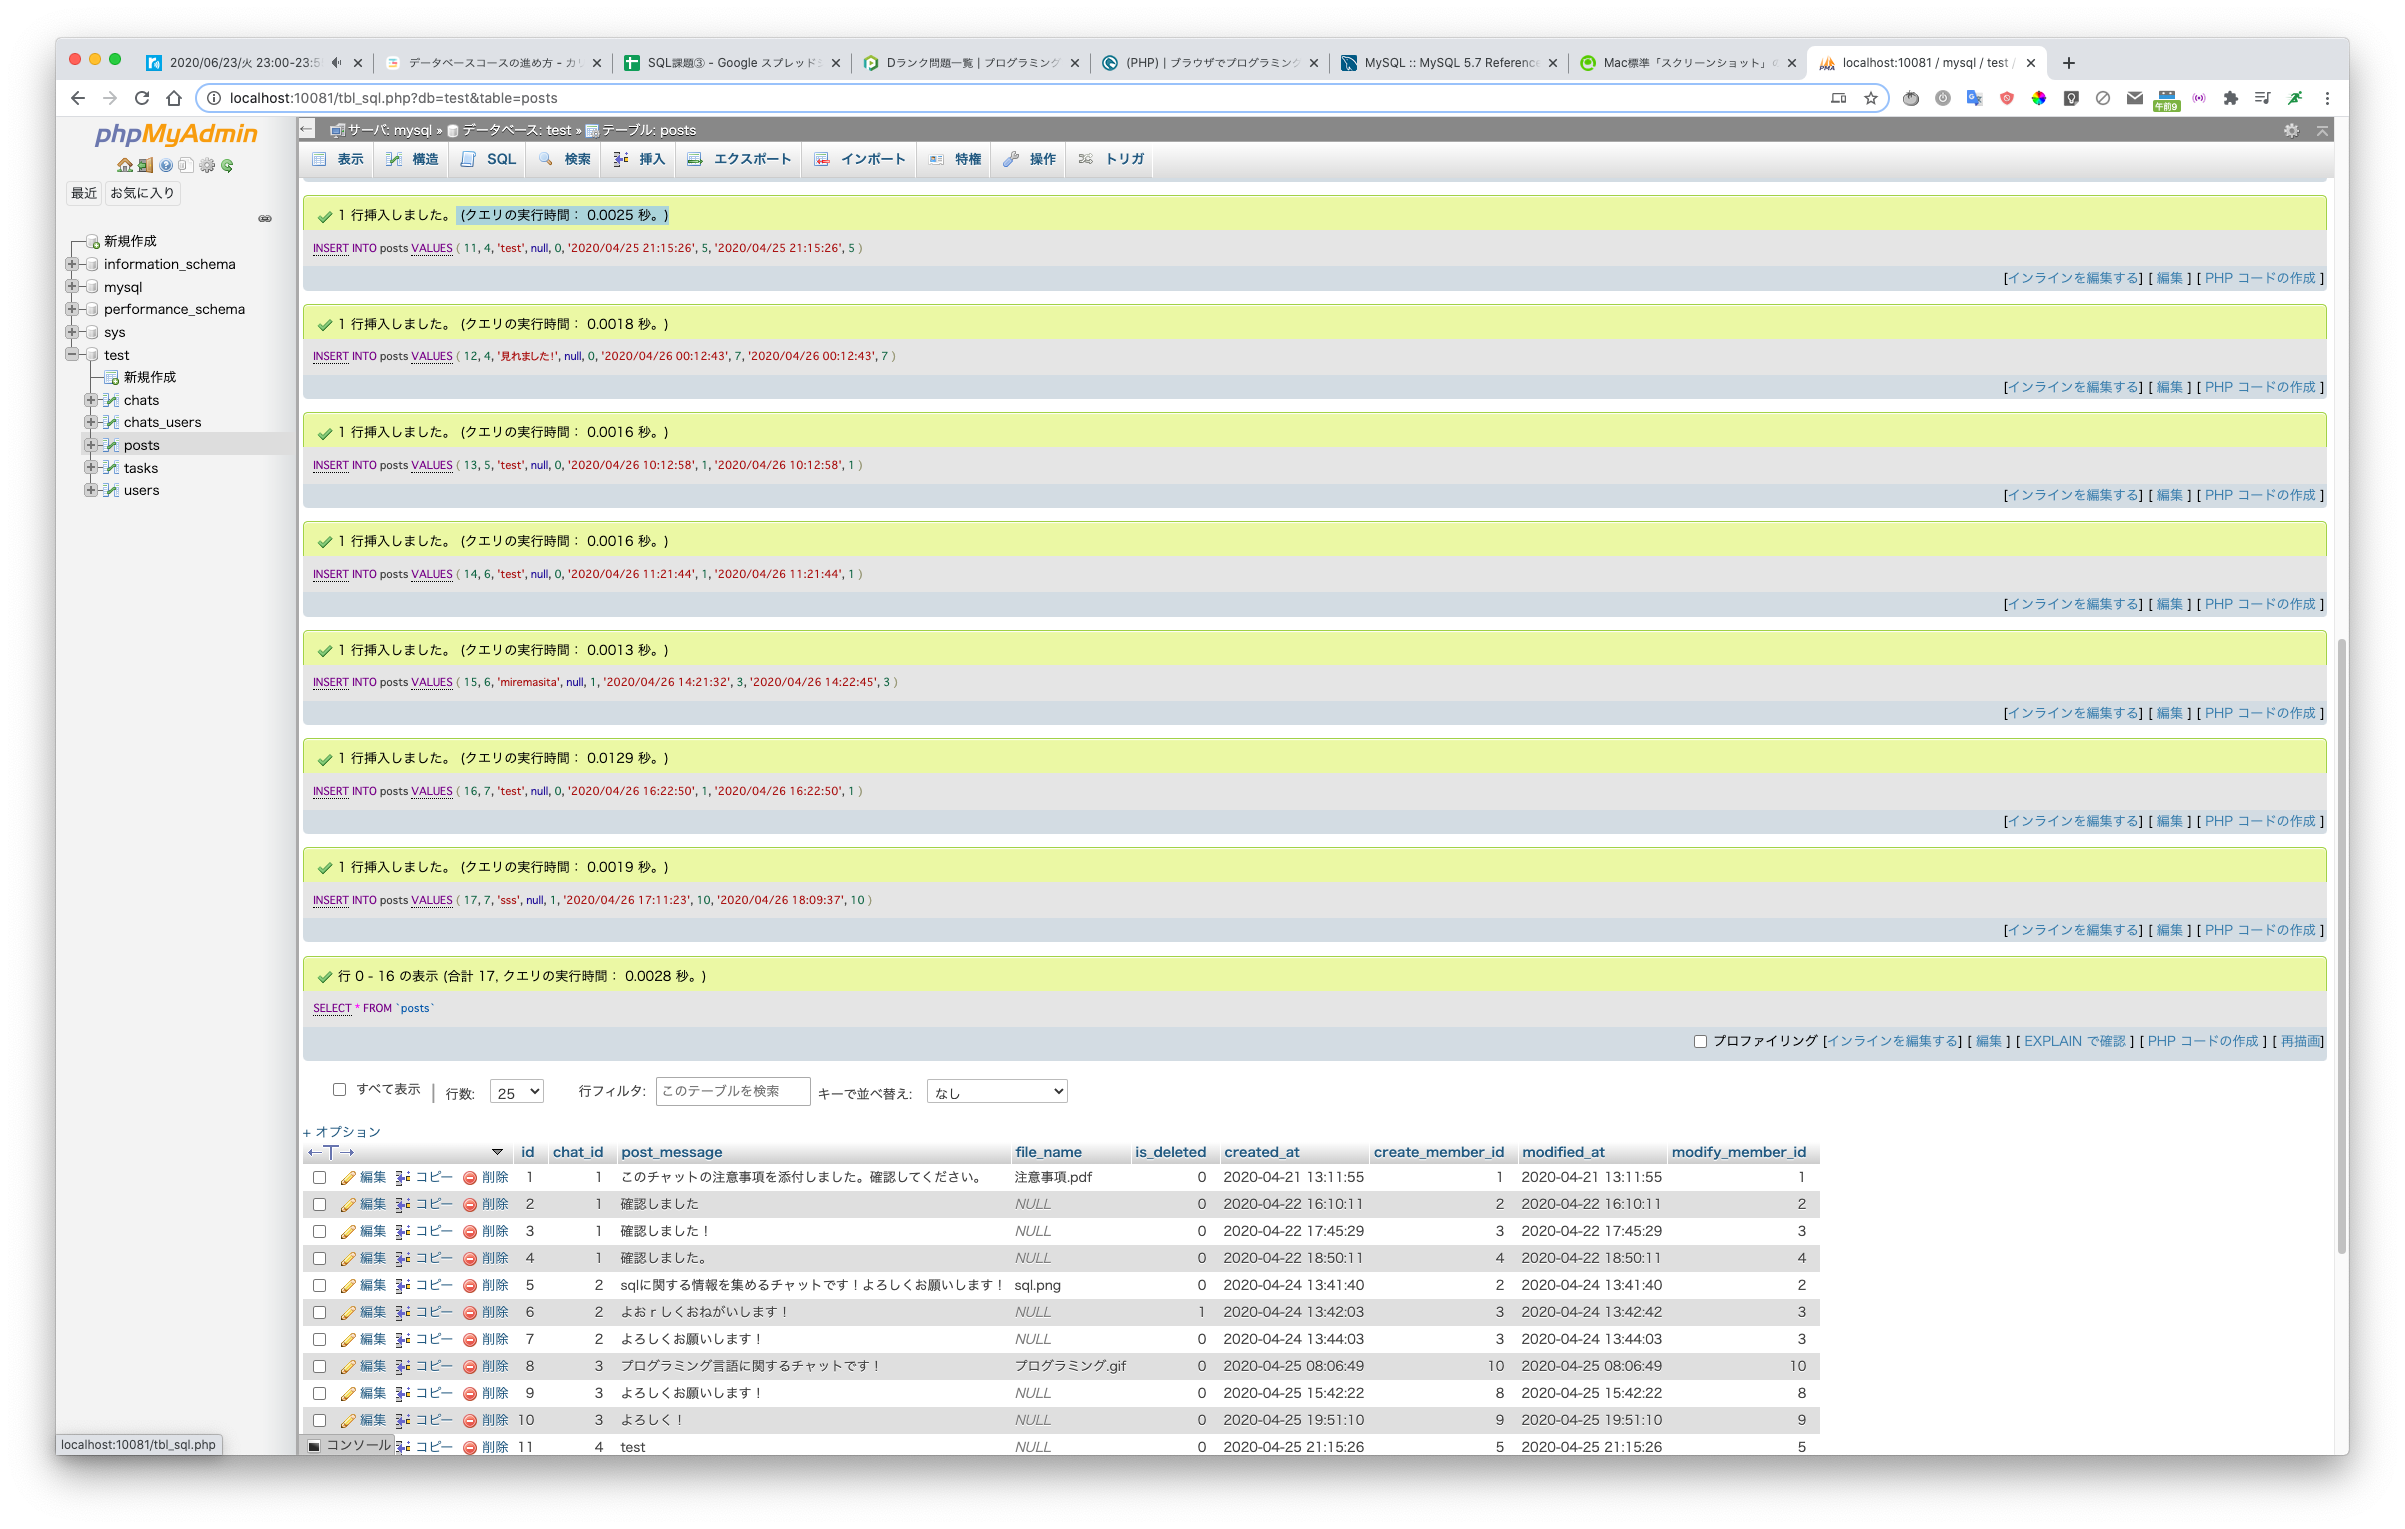 2020/06/23/火 23:00-23:5
データベースコースの進め方 - カ
SQL課題③ - Google スプレッド
Dランク問題一覧 | プログラミング
(PHP) | ブラウザでプログラミン
MySQL :: MySQL 5.7 Reference
Mac標準「スクリーンショット」
localhost:10081 / mysql / test /
localhost:10081/tbl_sql.php?db=test&table=posts
午前9
phpMyAdmin
最近 お気に入り
新規作成
information_schema
mysql
performance_schema
sys
test
新規作成
chats
chats_users
posts
tasks
users
サーバ: mysql » データベース: test » テーブル: posts
表示 構造 SQL 検索 挿入 エクスポート インポート 特権 操作 トリガ
1 行挿入しました。 (クエリの実行時間： 0.0025 秒。)
INSERT INTO posts VALUES ( 11, 4, 'test', null, 0, '2020/04/25 21:15:26', 5, '2020/04/25 21:15:26', 5 )
[インラインを編集する] [ 編集 ] [ PHP コードの作成 ]
1 行挿入しました。 (クエリの実行時間： 0.0018 秒。)
INSERT INTO posts VALUES ( 12, 4, '見れました!', null, 0, '2020/04/26 00:12:43', 7, '2020/04/26 00:12:43', 7 )
[インラインを編集する] [ 編集 ] [ PHP コードの作成 ]
1 行挿入しました。 (クエリの実行時間： 0.0016 秒。)
INSERT INTO posts VALUES ( 13, 5, 'test', null, 0, '2020/04/26 10:12:58', 1, '2020/04/26 10:12:58', 1 )
[インラインを編集する] [ 編集 ] [ PHP コードの作成 ]
1 行挿入しました。 (クエリの実行時間： 0.0016 秒。)
INSERT INTO posts VALUES ( 14, 6, 'test', null, 0, '2020/04/26 11:21:44', 1, '2020/04/26 11:21:44', 1 )
[インラインを編集する] [ 編集 ] [ PHP コードの作成 ]
1 行挿入しました。 (クエリの実行時間： 0.0013 秒。)
INSERT INTO posts VALUES ( 15, 6, 'miremasita', null, 1, '2020/04/26 14:21:32', 3, '2020/04/26 14:22:45', 3 )
[インラインを編集する] [ 編集 ] [ PHP コードの作成 ]
1 行挿入しました。 (クエリの実行時間： 0.0129 秒。)
INSERT INTO posts VALUES ( 16, 7, 'test', null, 0, '2020/04/26 16:22:50', 1, '2020/04/26 16:22:50', 1 )
[インラインを編集する] [ 編集 ] [ PHP コードの作成 ]
1 行挿入しました。 (クエリの実行時間： 0.0019 秒。)
INSERT INTO posts VALUES ( 17, 7, 'sss', null, 1, '2020/04/26 17:11:23', 10, '2020/04/26 18:09:37', 10 )
[インラインを編集する] [ 編集 ] [ PHP コードの作成 ]
行 0 - 16 の表示 (合計 17, クエリの実行時間： 0.0028 秒。)
SELECT * FROM `posts`
プロファイリング [インラインを編集する] [ 編集 ] [ EXPLAIN で確認 ] [ PHP コードの作成 ] [ 再描画]
すべて表示 | 行数: 25 行フィルタ: このテーブルを検索 キーで並べ替え: なし
+ オプション
←T→ id chat_id post_message file_name is_deleted created_at create_member_id modified_at modify_member_id
編集 コピー 削除 1 1 このチャットの注意事項を添付しました。確認してください。 注意事項.pdf 0 2020-04-21 13:11:55 1 2020-04-21 13:11:55 1
編集 コピー 削除 2 1 確認しました NULL 0 2020-04-22 16:10:11 2 2020-04-22 16:10:11 2
編集 コピー 削除 3 1 確認しました！ NULL 0 2020-04-22 17:45:29 3 2020-04-22 17:45:29 3
編集 コピー 削除 4 1 確認しました。 NULL 0 2020-04-22 18:50:11 4 2020-04-22 18:50:11 4
編集 コピー 削除 5 2 sqlに関する情報を集めるチャットです！よろしくお願いします！ sql.png 0 2020-04-24 13:41:40 2 2020-04-24 13:41:40 2
編集 コピー 削除 6 2 よおｒしくおねがいします！ NULL 1 2020-04-24 13:42:03 3 2020-04-24 13:42:42 3
編集 コピー 削除 7 2 よろしくお願いします！ NULL 0 2020-04-24 13:44:03 3 2020-04-24 13:44:03 3
編集 コピー 削除 8 3 プログラミング言語に関するチャットです！ プログラミング.gif 0 2020-04-25 08:06:49 10 2020-04-25 08:06:49 10
編集 コピー 削除 9 3 よろしくお願いします！ NULL 0 2020-04-25 15:42:22 8 2020-04-25 15:42:22 8
編集 コピー 削除 10 3 よろしく！ NULL 0 2020-04-25 19:51:10 9 2020-04-25 19:51:10 9
コンソール コピー 削除 11 4 test NULL 0 2020-04-25 21:15:26 5 2020-04-25 21:15:26 5
localhost:10081/tbl_sql.php